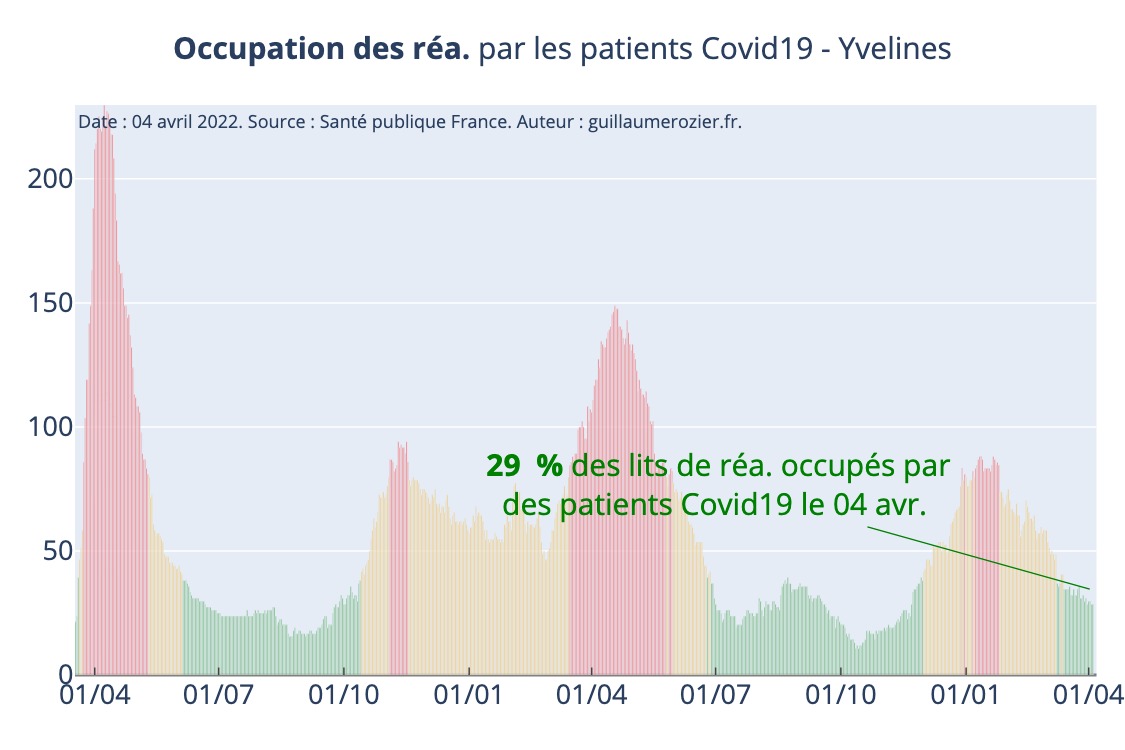 Occupation des réa. par les patients Covid19 - Yvelines
Date : 04 avril 2022. Source : Santé publique France. Auteur : guillaumerozier.fr.
200
150
100
50
0
29 % des lits de réa. occupés par
des patients Covid19 le 04 avr.
01/04 01/07 01/10 01/01 01/04 01/07 01/10 01/01 01/04